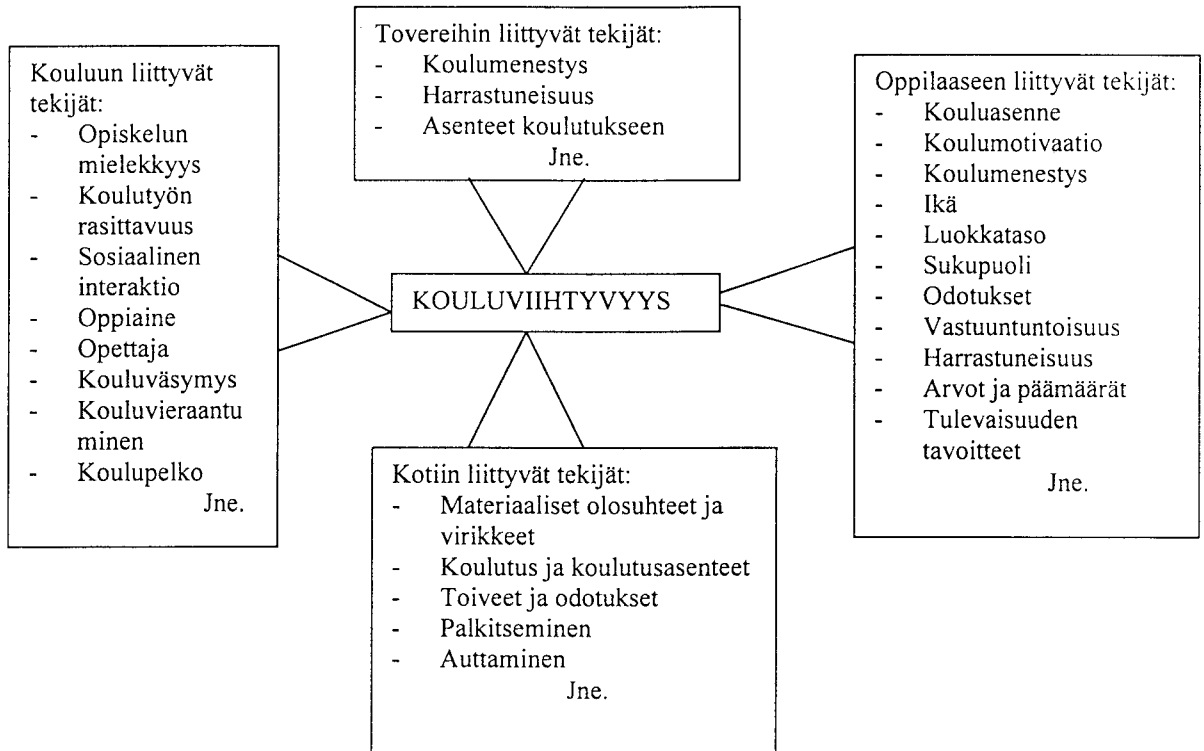 Tovereihin liittyvät tekijät:
- Koulumenestys
- Harrastuneisuus
- Asenteet koulutukseen
Jne.
Kouluun liittyvät
tekijät:
- Opiskelun
mielekkyys
- Koulutyön
rasittavuus
- Sosiaalinen
interaktio
- Oppiaine
- Opettaja
- Kouluväsymys
- Kouluvieraantu
minen
- Koulupelko
Jne.
KOULUVIIHTYVYYS
Oppilaaseen liittyvät tekijät:
- Kouluasenne
- Koulumotivaatio
- Koulumenestys
- Ikä
- Luokkataso
- Sukupuoli
- Odotukset
- Vastuuntuntoisuus
- Harrastuneisuus
- Arvot ja päämäärät
- Tulevaisuuden
tavoitteet
Jne.
Kotiin liittyvät tekijät:
- Materiaaliset olosuhteet ja
virikkeet
- Koulutus ja koulutusasenteet
- Toiveet ja odotukset
- Palkitseminen
- Auttaminen
Jne.